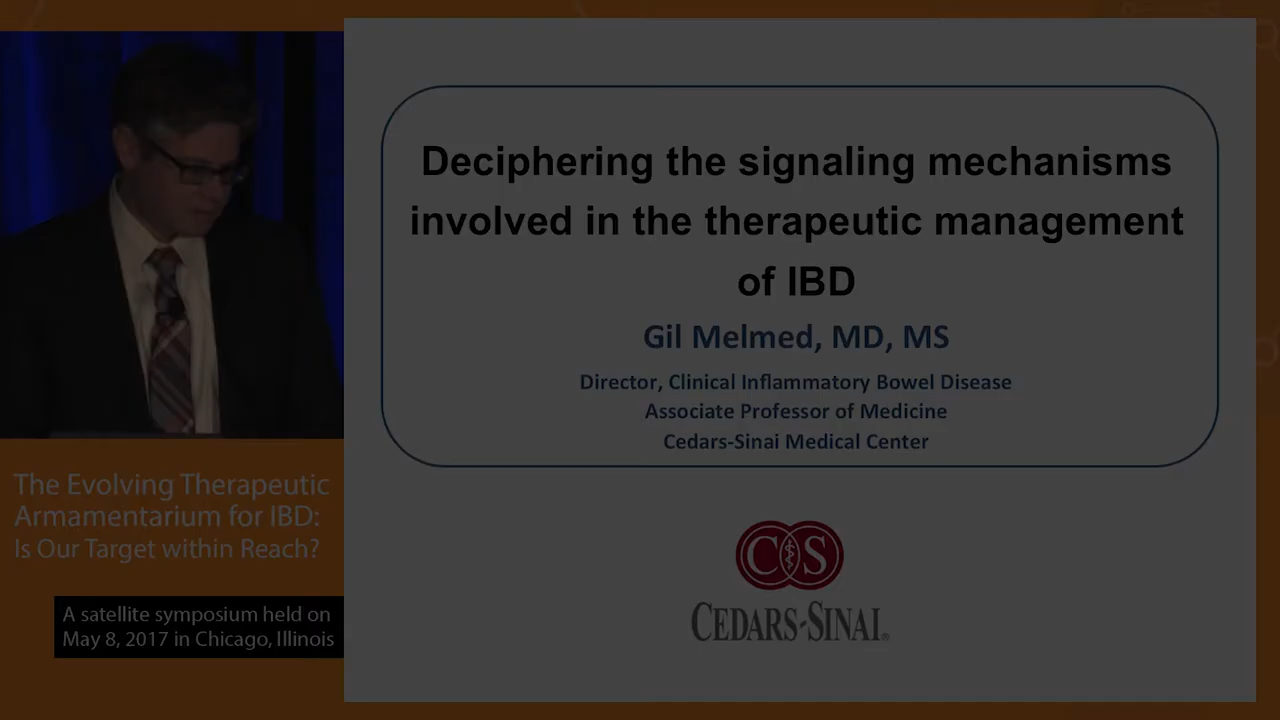 Deciphering the signaling mechanisms
involved in the therapeutic management
of IBD
Gil Melmed, MD, MS
Director, Clinical Inflammatory Bowel Disease
Associate Professor of Medicine
Cedars-Sinai Medical Center
CS
CEDARS-SINAI®
The Evolving Therapeutic
Armamentarium for IBD:
Is Our Target within Reach?
A satellite symposium held on
May 8, 2017 in Chicago, Illinois